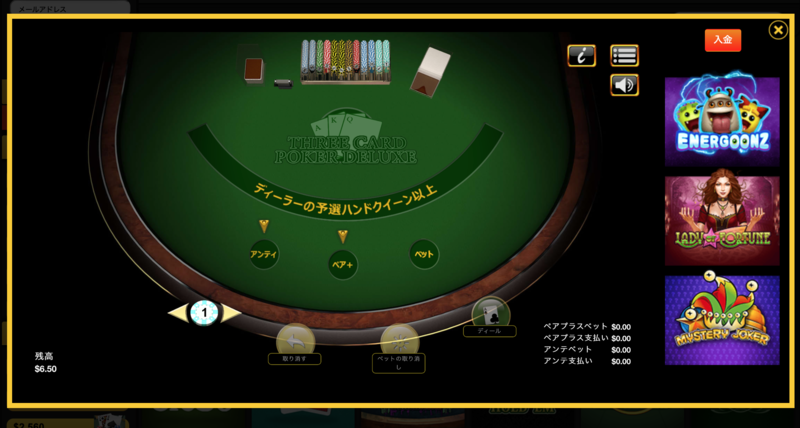 メールアドレス
入金
i
A K Q
THREE CARD
POKER DELUXE
ディーラーの予選ハンドクイーン以上
アンティ
ペア+
ベット
ENERGOONZ
LADY OF FORTUNE
MYSTERY JOKER
1
ディール
取り消す
ベットの取り消
し
ペアプラスベット $0.00
ペアプラス支払い $0.00
アンテベット $0.00
アンテ支払い $0.00
残高
$6.50